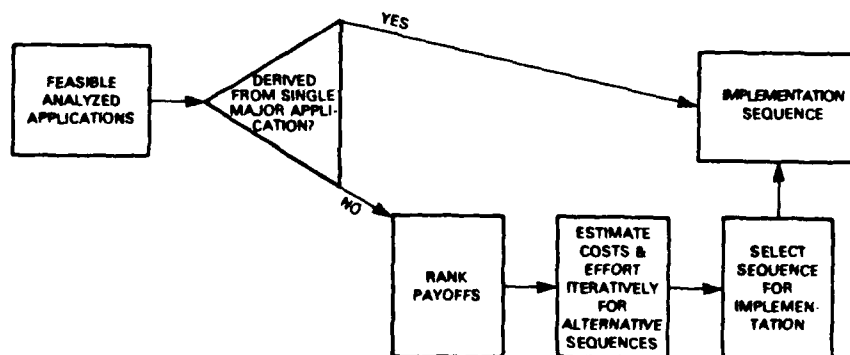 YES
FEASIBLE
ANALYZED
APPLICATIONS
DERIVED
FROM SINGLE
MAJOR APPLI-
CATION?
IMPLEMENTATION
SEQUENCE
NO
RANK
PAYOFFS
ESTIMATE
COSTS &
EFFORT
ITERATIVELY
FOR
ALTERNATIVE
SEQUENCES
SELECT
SEQUENCE
FOR
IMPLEMEN-
TATION